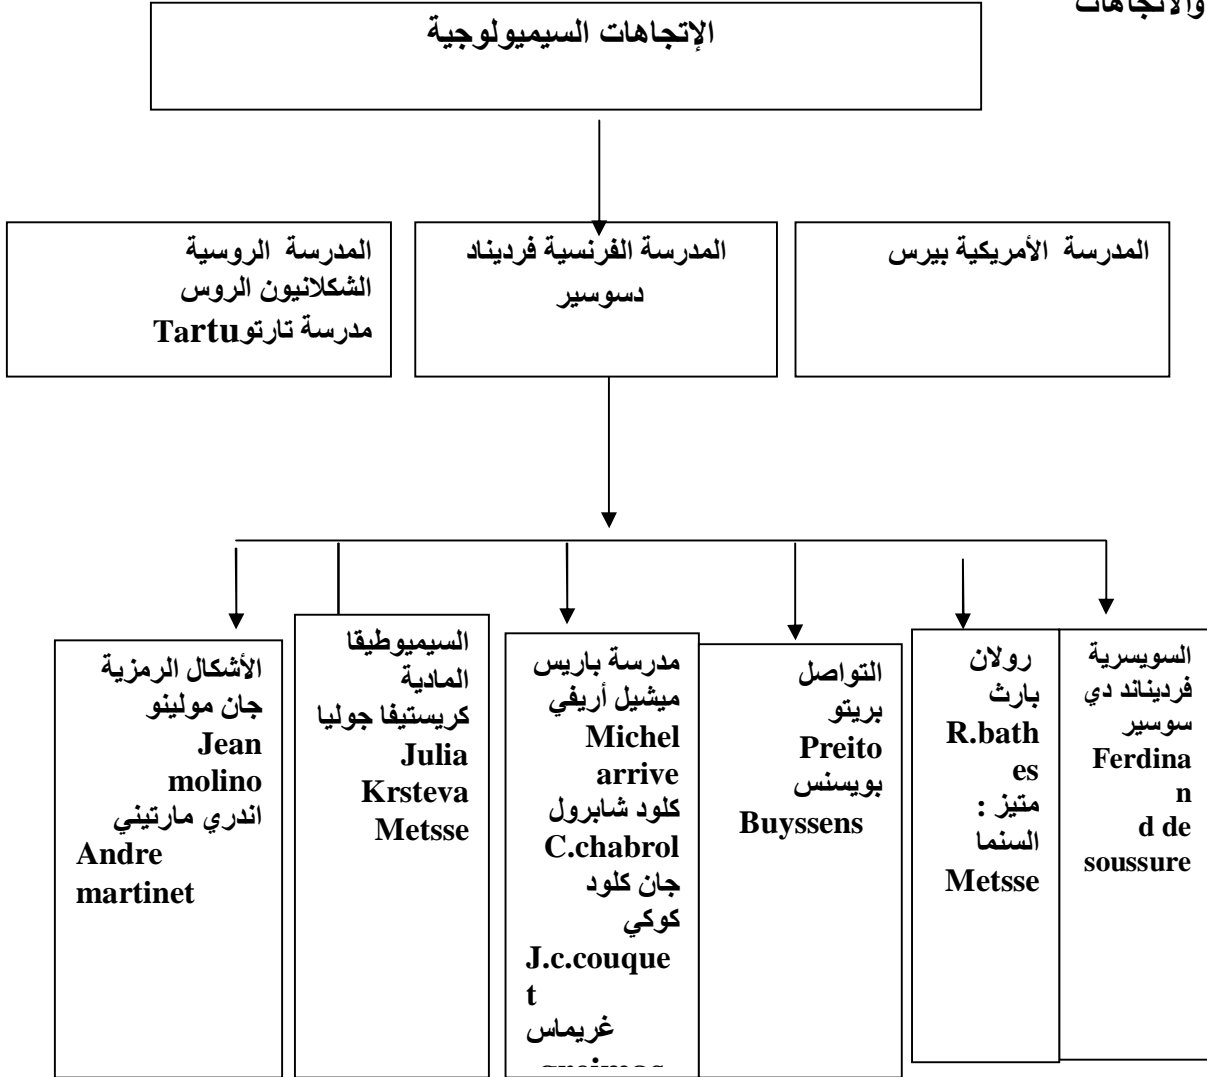 والاتجاهات
الإتجاهات السيميولوجية
المدرسة الأمريكية بيرس
المدرسة الفرنسية فرديناد
دسوسير
المدرسة الروسية
الشكلانيون الروس
مدرسة تارتوTartu
السويسرية
فرديناند دي
سوسير
Ferdina
n
d de
soussure
رولان
بارث
R.bath
es
متيز :
السنما
Metsse
التواصل
بريتو
Preito
بويسنس
Buyssens
مدرسة باريس
ميشيل أريفي
Michel
arrive
كلود شابرول
C.chabrol
جان كلود
كوكي
J.c.couque
t
غريماس
السيميوطيقا
المادية
كريستيفا جوليا
Julia
Krsteva
Metsse
الأشكال الرمزية
جان مولينو
Jean
molino
اندري مارتيني
Andre
martinet